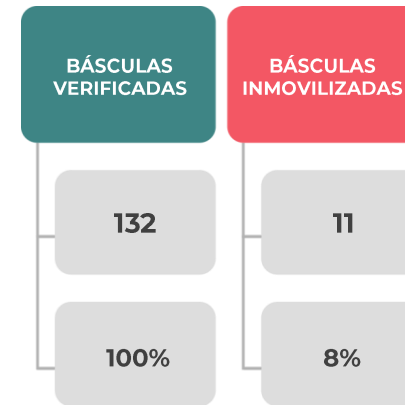 BÁSCULAS
VERIFICADAS
BÁSCULAS
INMOVILIZADAS
132
11
100%
8%